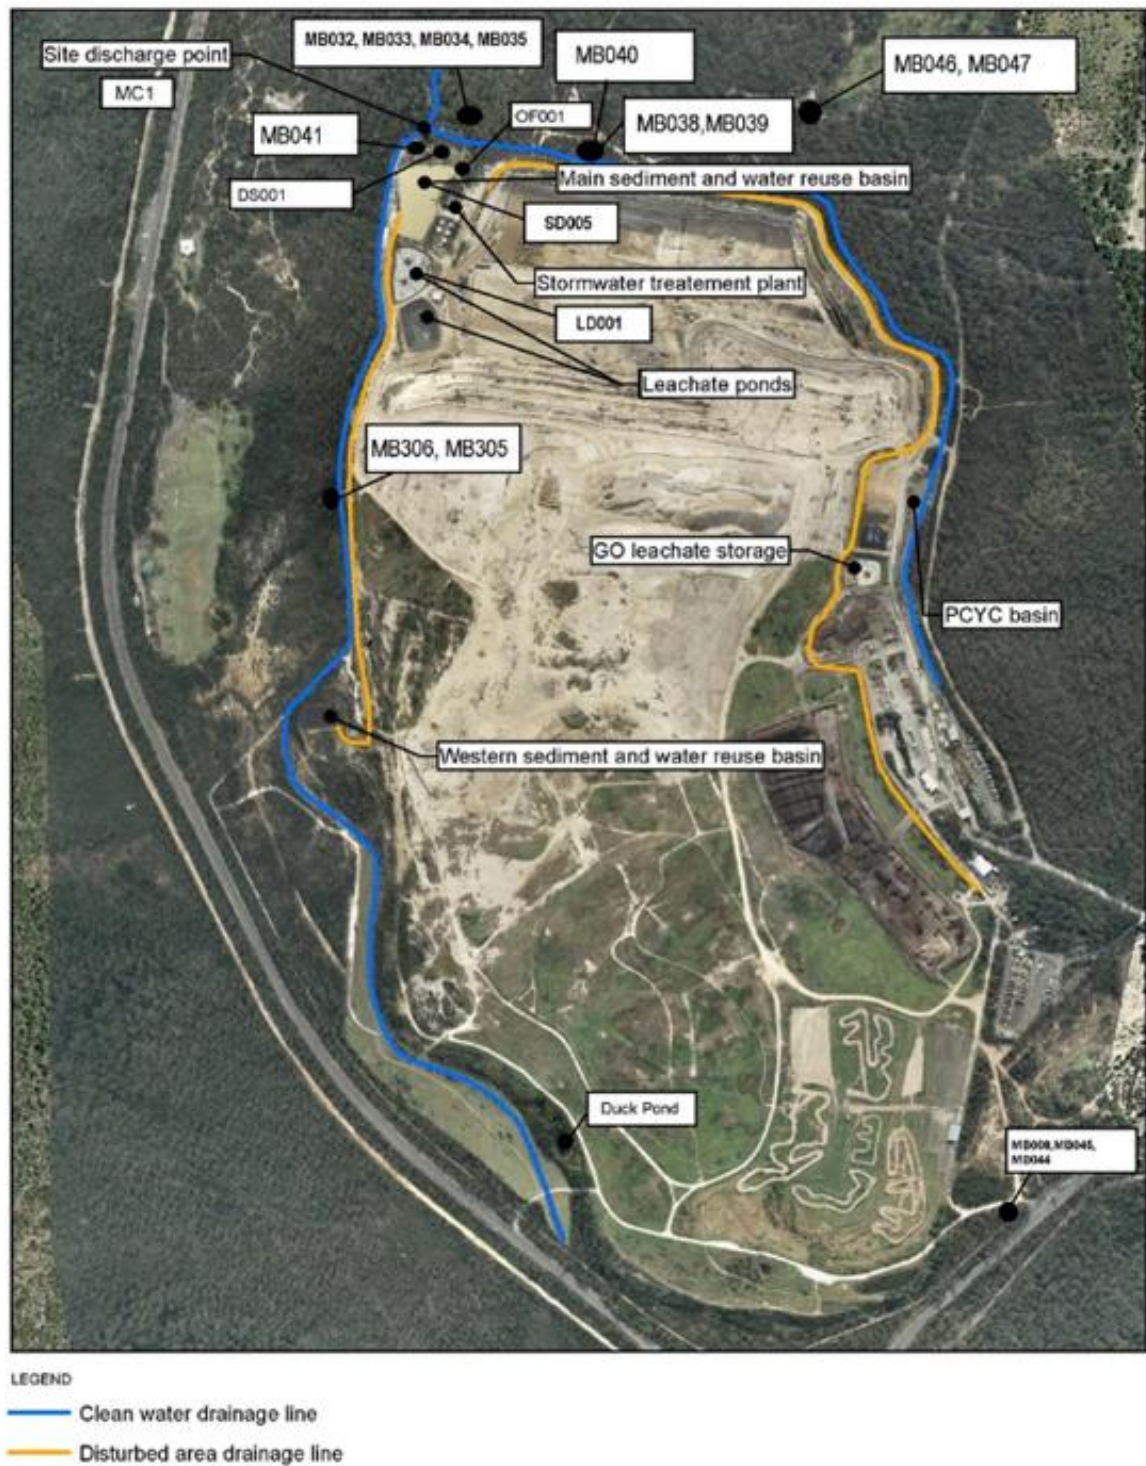 MB032, MB033, MB034, MB035
Site discharge point
MC1
MB040
MB046, MB047
OF001
MB041
MB038,MB039
DS001
Main sediment and water reuse basin
SD005
Stormwater treatement plant
LD001
Leachate ponds
MB306, MB305
GO leachate storage
PCYC basin
Western sediment and water reuse basin
Duck Pond
MB044
LEGEND
Clean water drainage line
Disturbed area drainage line